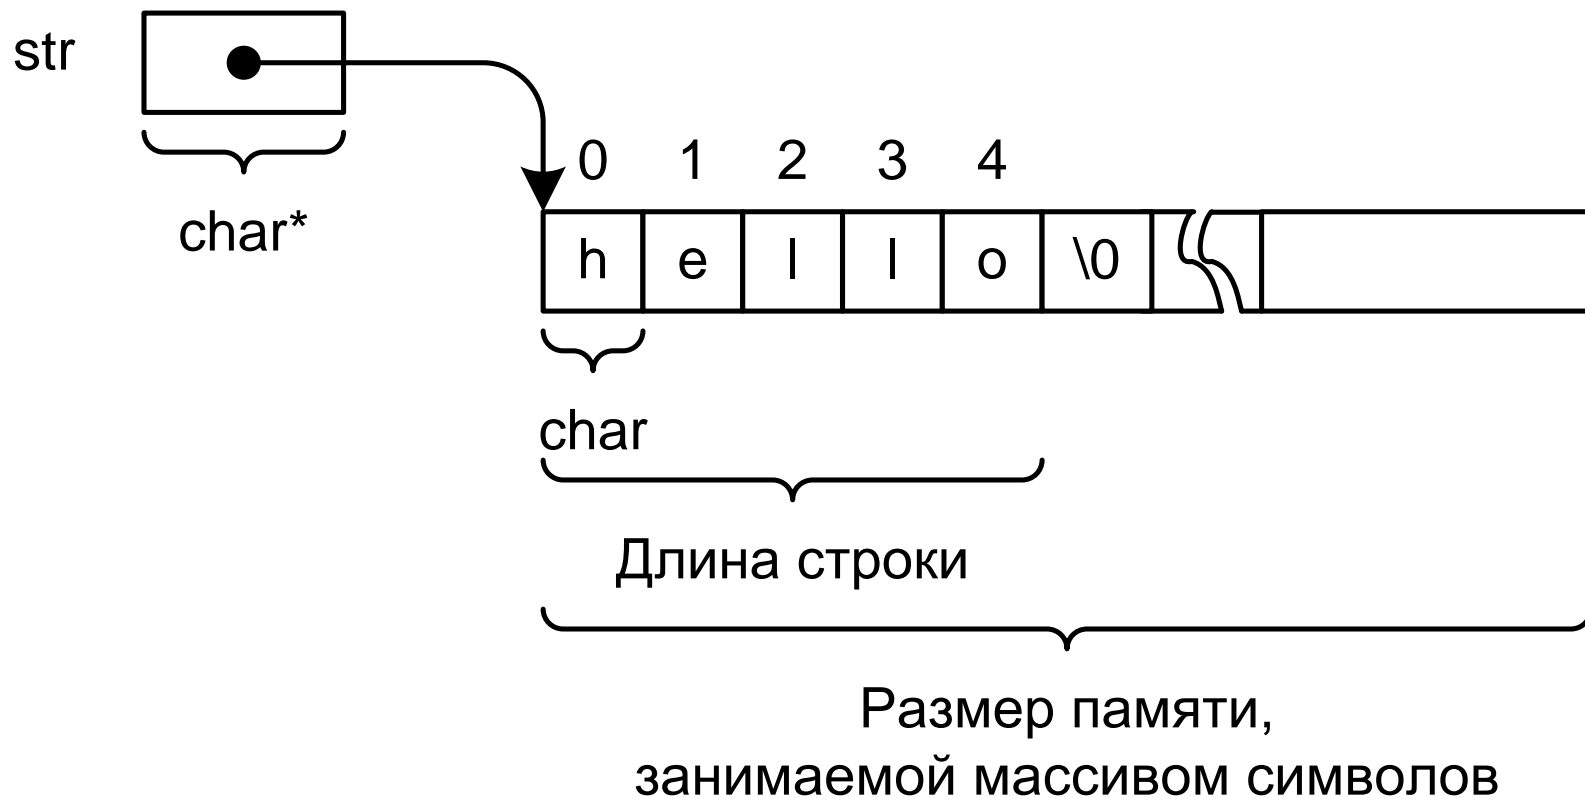 str
char*
0 1 2 3 4
h e l l o \0
char
Длина строки
Размер памяти,
занимаемой массивом символов